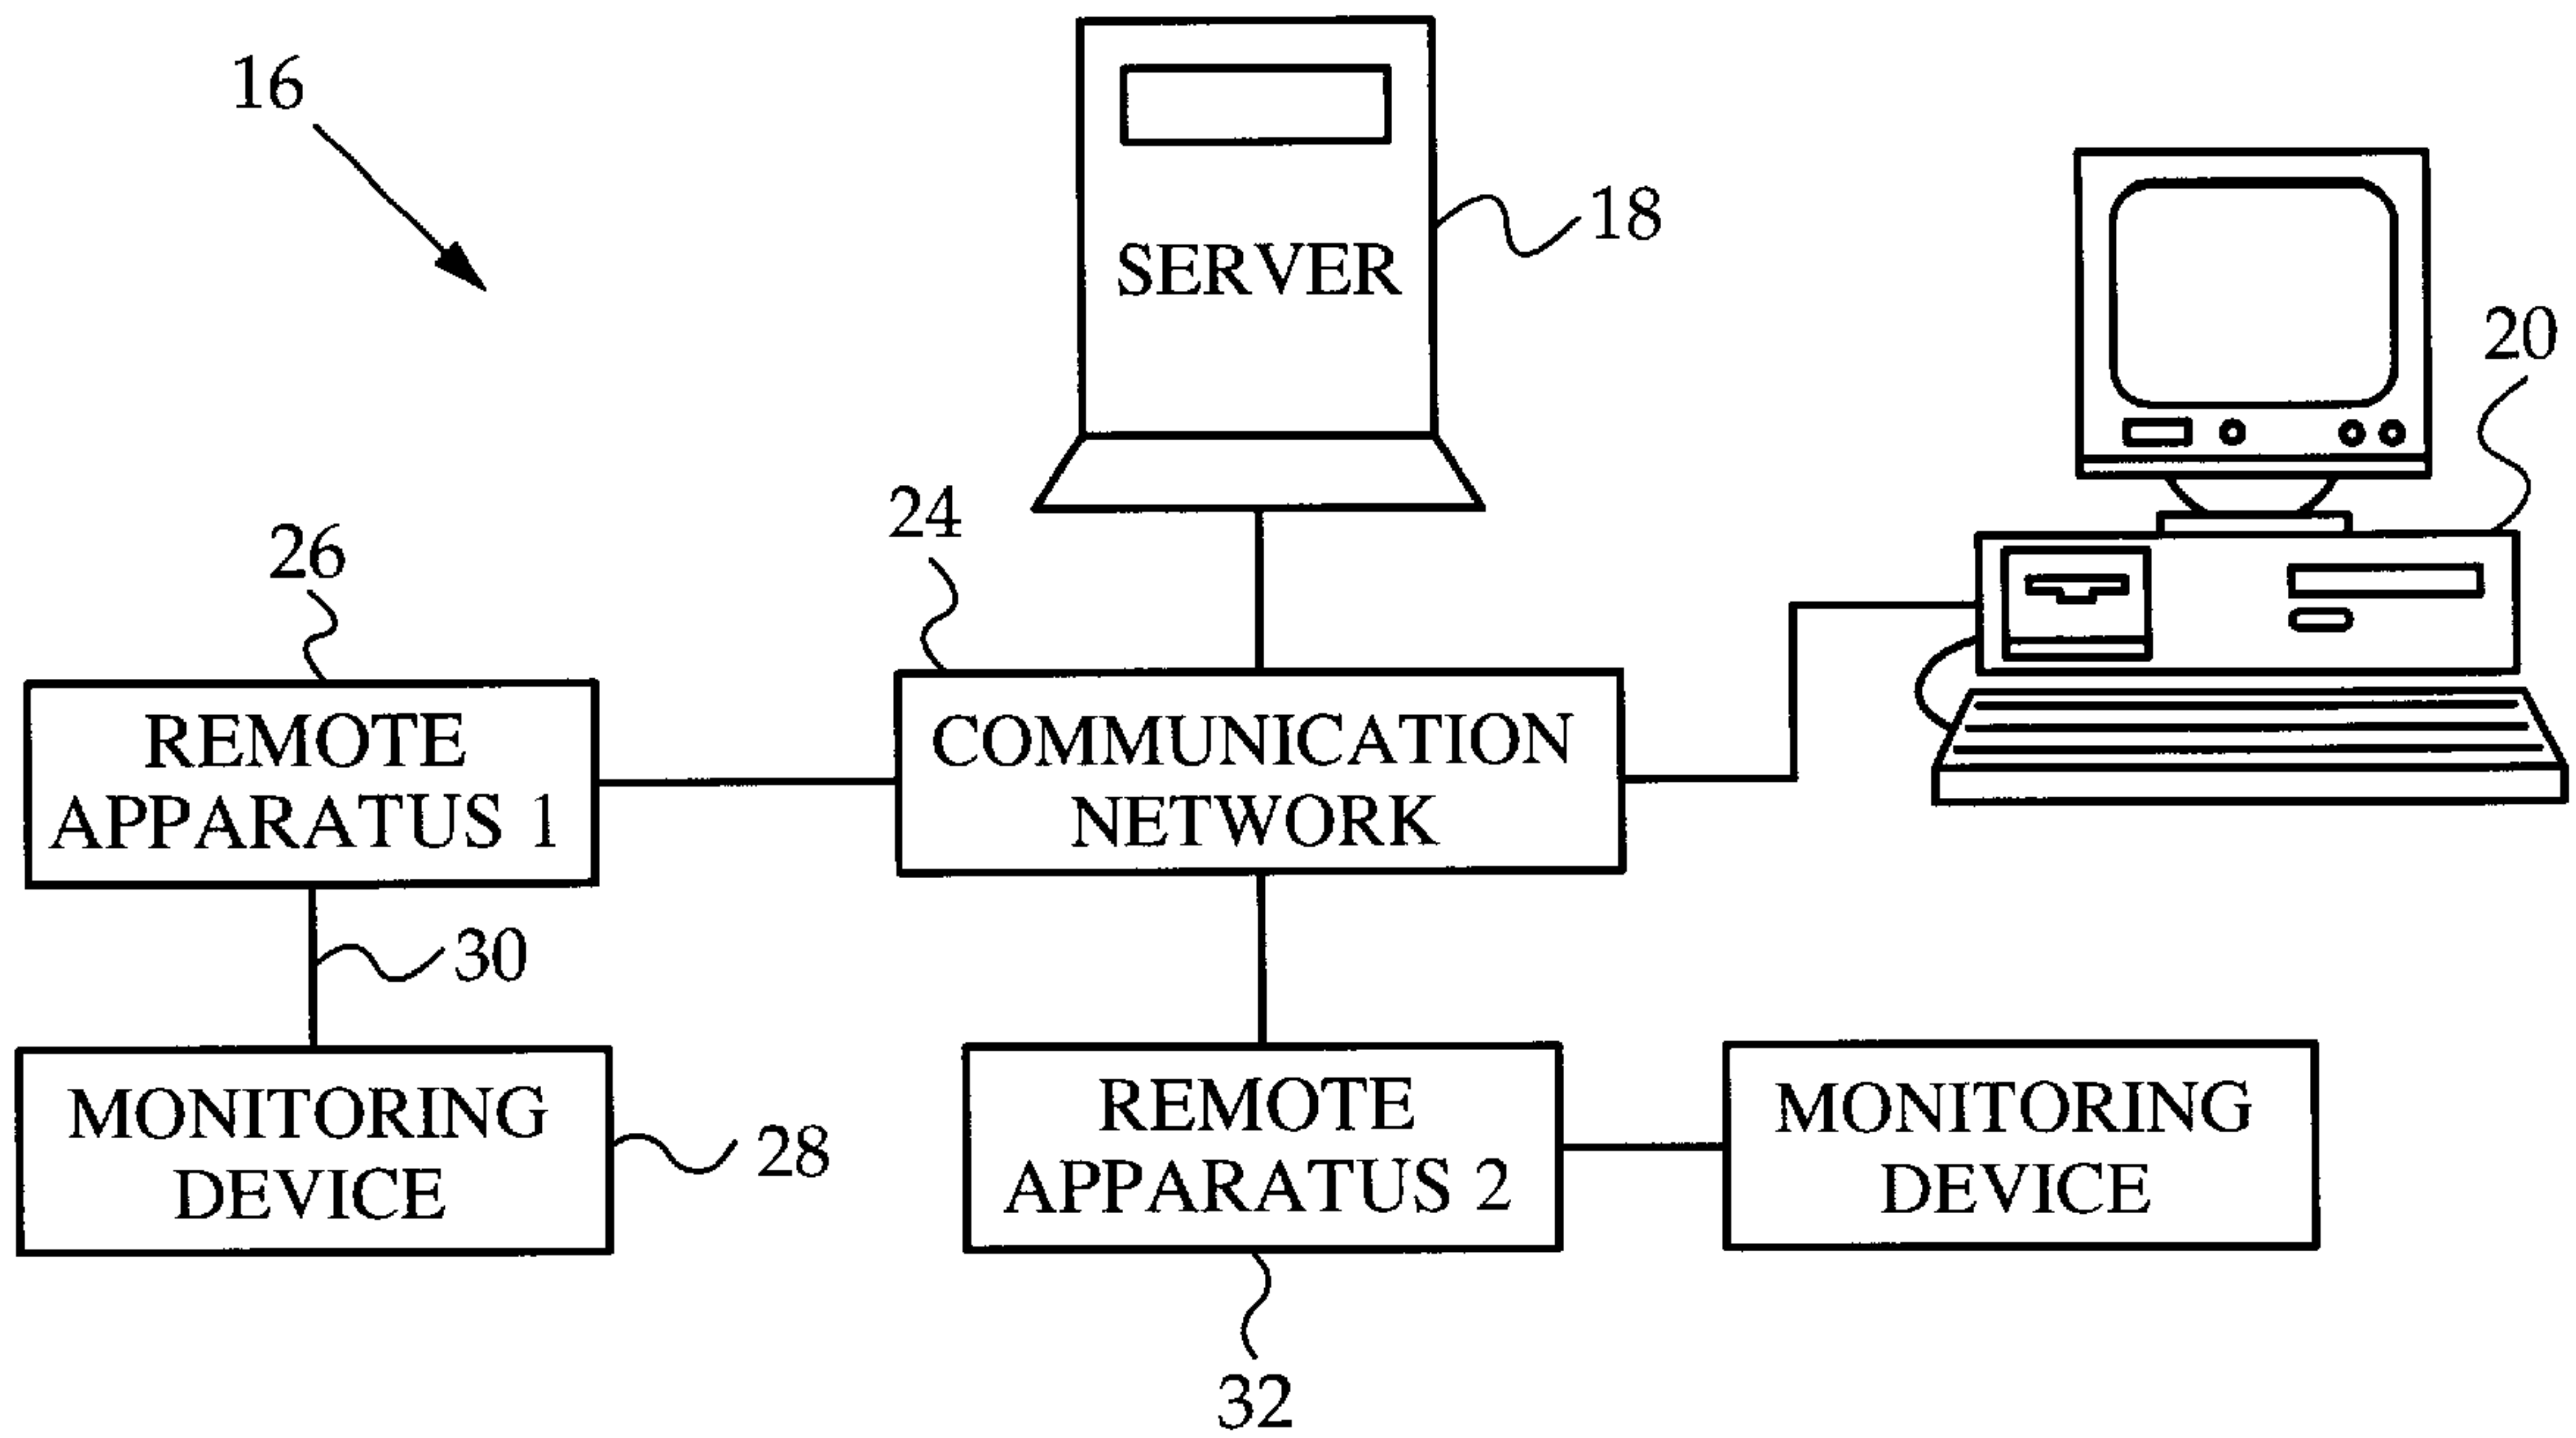 16
SERVER
18
20
24
26
REMOTE
APPARATUS 1
COMMUNICATION
NETWORK
30
MONITORING
DEVICE
28
REMOTE
APPARATUS 2
MONITORING
DEVICE
32